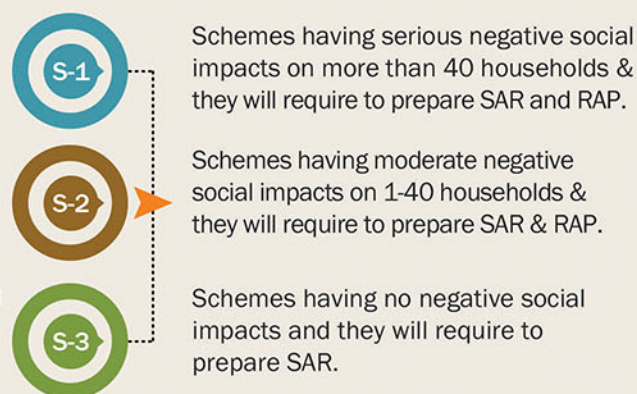 S-1
Schemes having serious negative social
impacts on more than 40 households &
they will require to prepare SAR and RAP.
S-2
Schemes having moderate negative
social impacts on 1-40 households &
they will require to prepare SAR & RAP.
S-3
Schemes having no negative social
impacts and they will require to
prepare SAR.